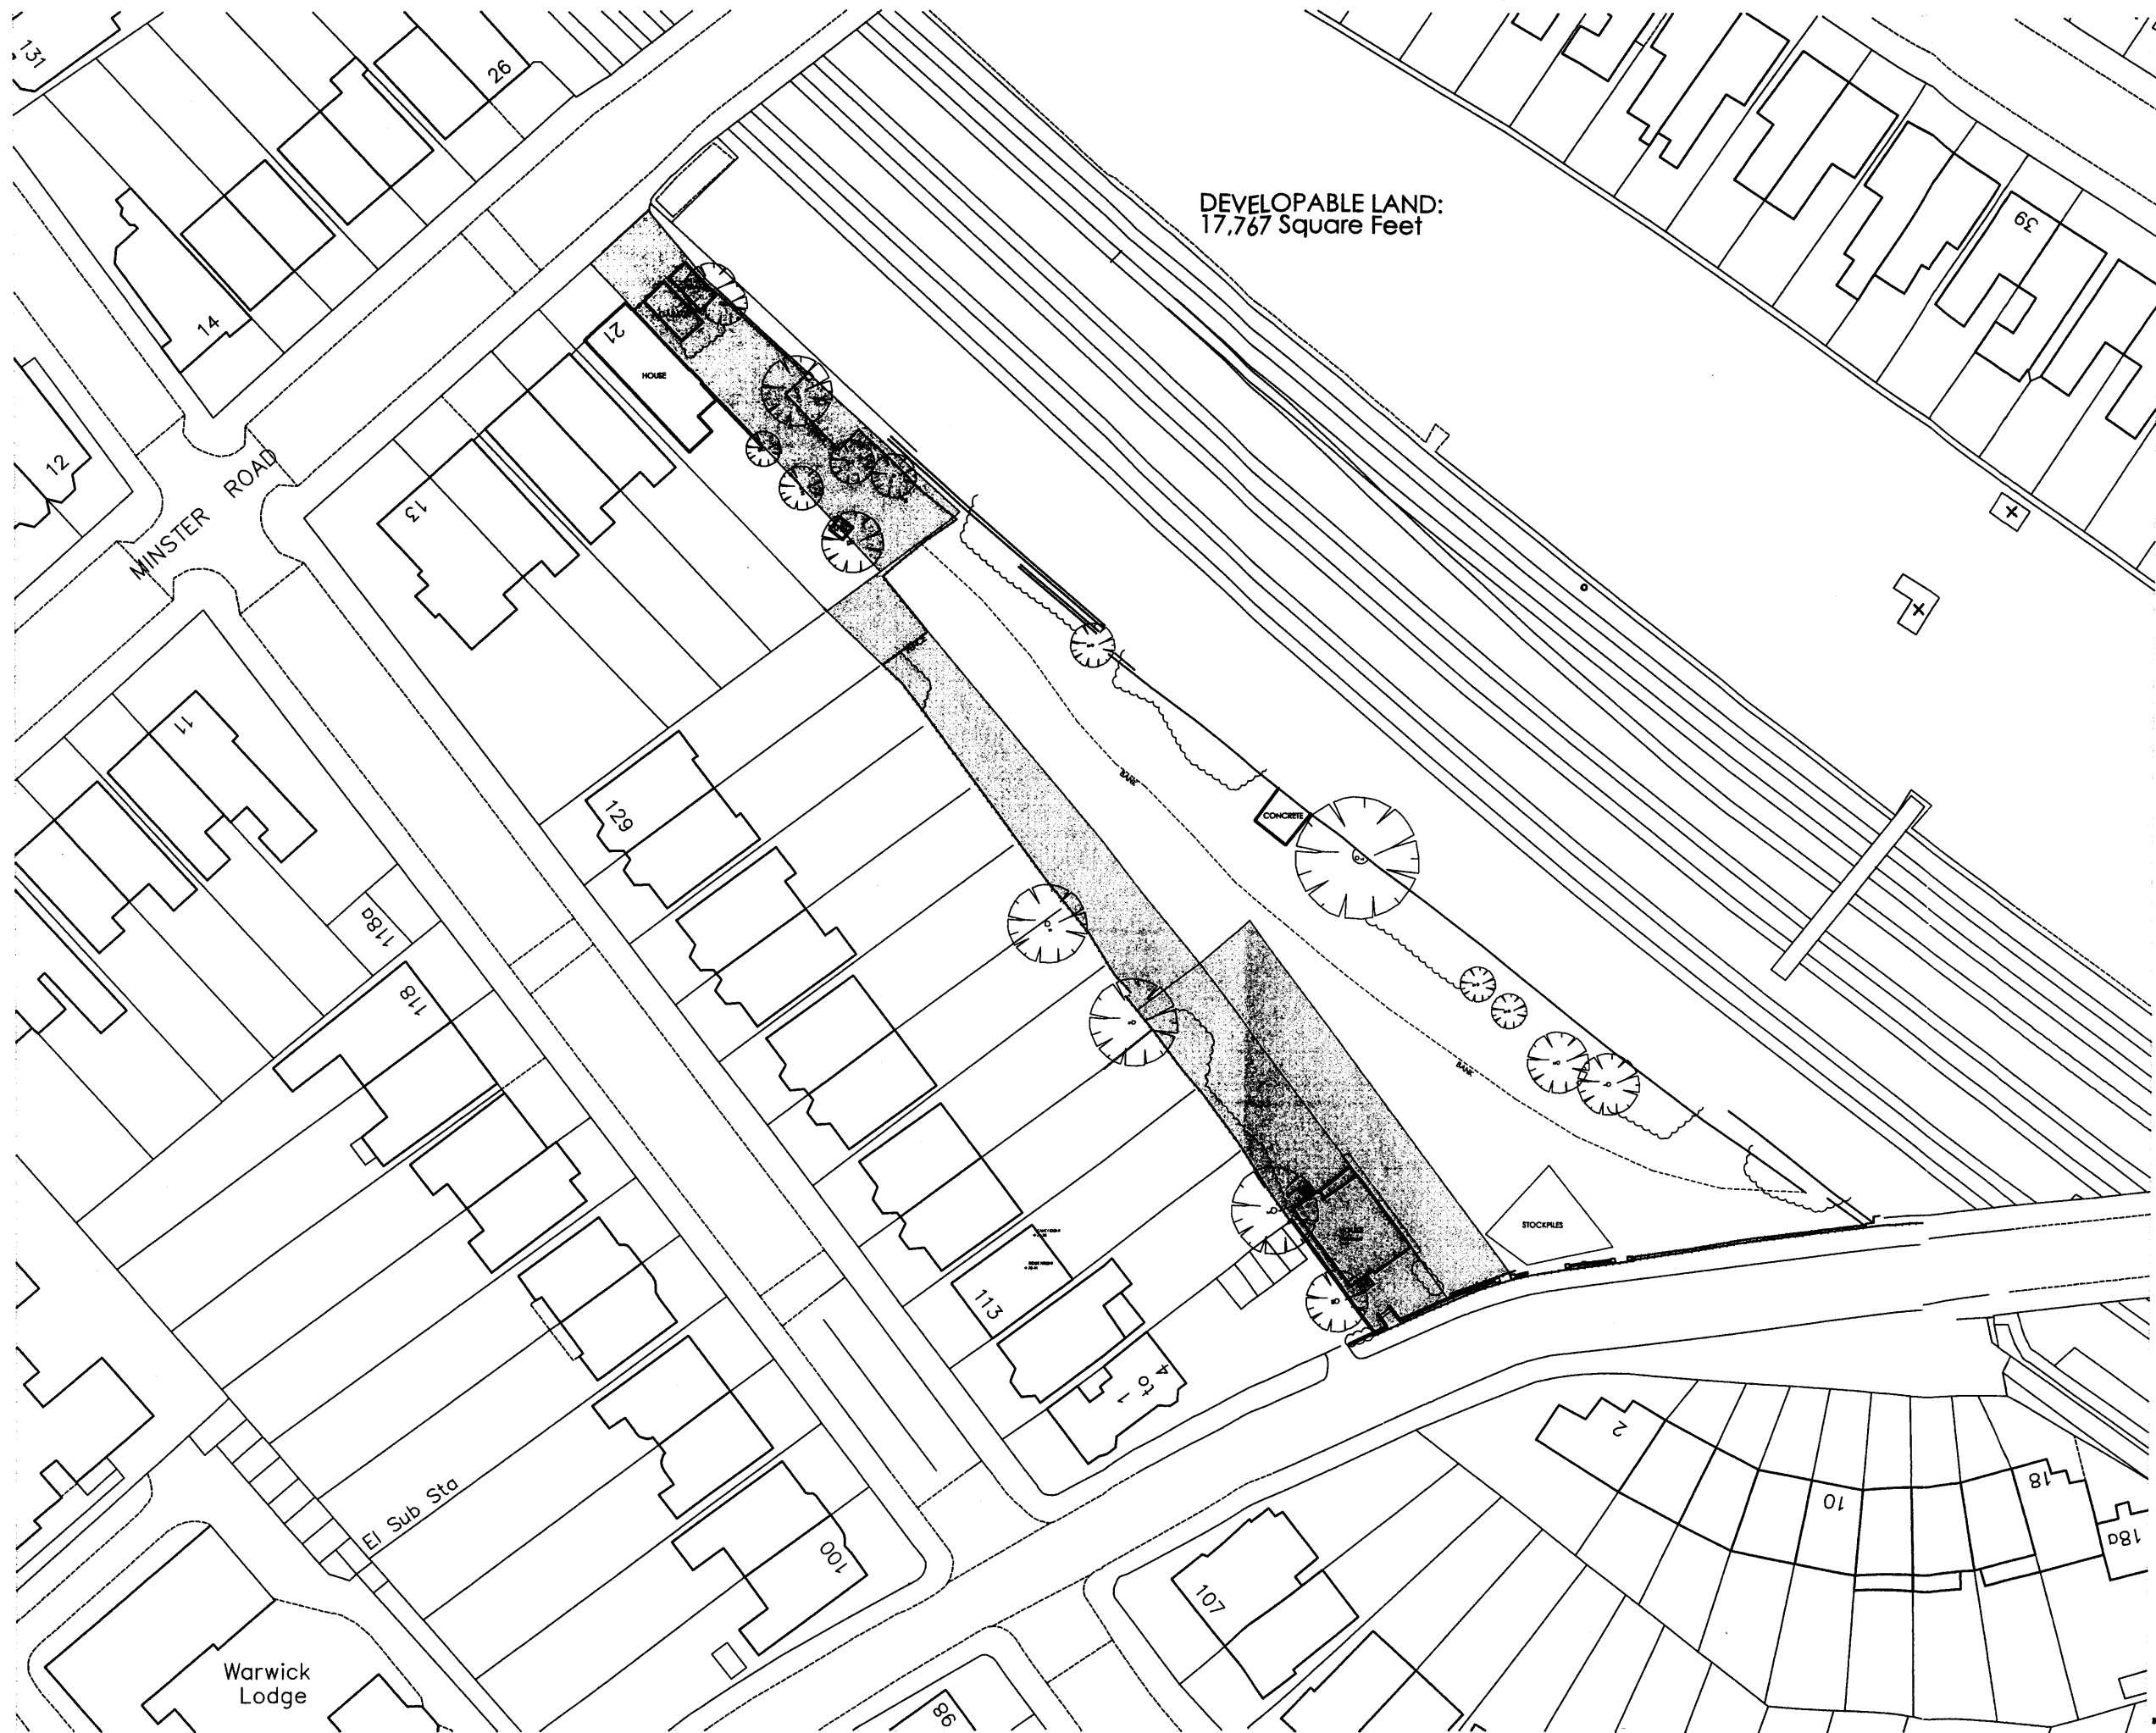 131
26
DEVELOPABLE LAND:
17,767 Square Feet
39
14
21
HOUSE
12
MINSTER ROAD
13
11
129
BANK
CONCRETE
118a
118
BANK
STOCKPILES
113
1 to 4
2
10
18
18a
El Sub Sta
100
107
Warwick
Lodge
98